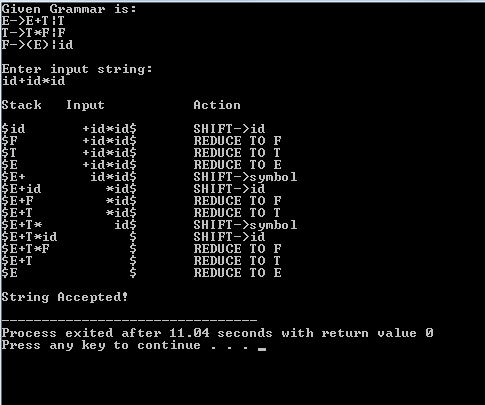 Given Grammar is:
E->E+T|T
T->T*F|F
F->(E)|id
Enter input string:
id+id*id
Stack Input Action
$id +id*id$ SHIFT->id
$F +id*id$ REDUCE TO F
$T +id*id$ REDUCE TO T
$E +id*id$ REDUCE TO E
$E+ id*id$ SHIFT->symbol
$E+id *id$ SHIFT->id
$E+F *id$ REDUCE TO F
$E+T *id$ REDUCE TO T
$E+T* id$ SHIFT->symbol
$E+T*id $ SHIFT->id
$E+T*F $ REDUCE TO F
$E+T $ REDUCE TO T
$E $ REDUCE TO E
String Accepted!
--------------------------------
Process exited after 11.04 seconds with return value 0
Press any key to continue . . . _